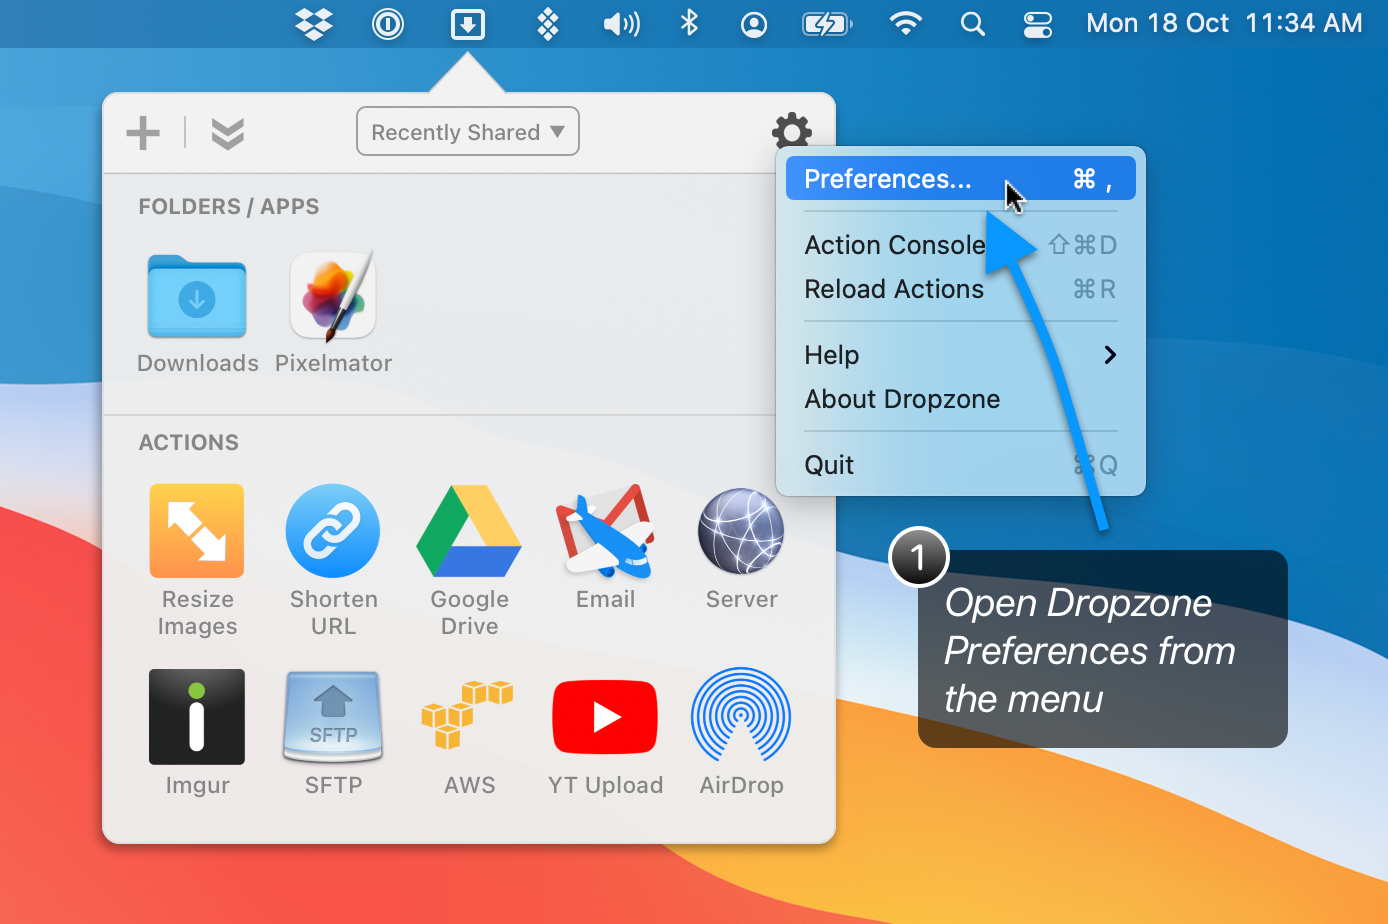 Mon 18 Oct 11:34 AM
Recently Shared ▼
Preferences... ⌘ ,
Action Console ⇧⌘D
Reload Actions ⌘R
Help
About Dropzone
Quit ⌘Q
FOLDERS / APPS
Downloads
Pixelmator
ACTIONS
Resize
Images
Shorten
URL
Google
Drive
Email
Server
Imgur
SFTP
SFTP
AWS
YT Upload
AirDrop
1
Open Dropzone
Preferences from
the menu